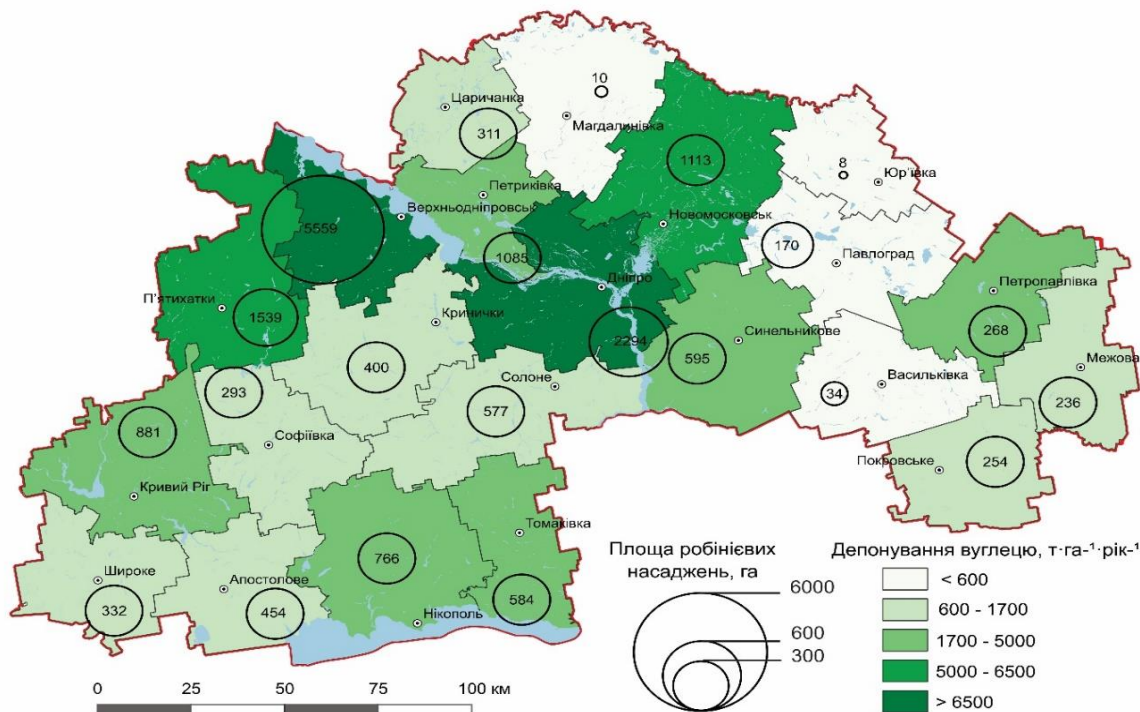 10
Царичанка
Магдалинівка
311
1113
8
Юр'ївка
Петриківка
Верхньодніпровськ
Новомосковськ
5559
170
1085
Павлоград
Дніпро
Петропавлівка
П'ятихатки
1539
Кринички
2294
Синельникове
268
595
Межова
400
Солоне
Васильківка
293
34
577
236
881
Софіївка
254
Покровське
Кривий Ріг
Томаківка
766
Широке
Апостолове
584
332
454
Нікополь
Площа робінієвих
насаджень, га
6000
600
300
Депонування вуглецю, т·га-¹·рік-¹
< 600
600 - 1700
1700 - 5000
5000 - 6500
> 6500
0 25 50 75 100 км